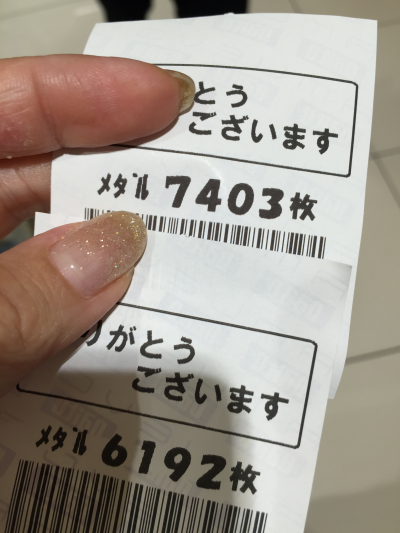 とう
ございます
ﾒﾀﾞﾙ 7403枚
りがとう
ございます
ﾒﾀﾞﾙ 6192枚